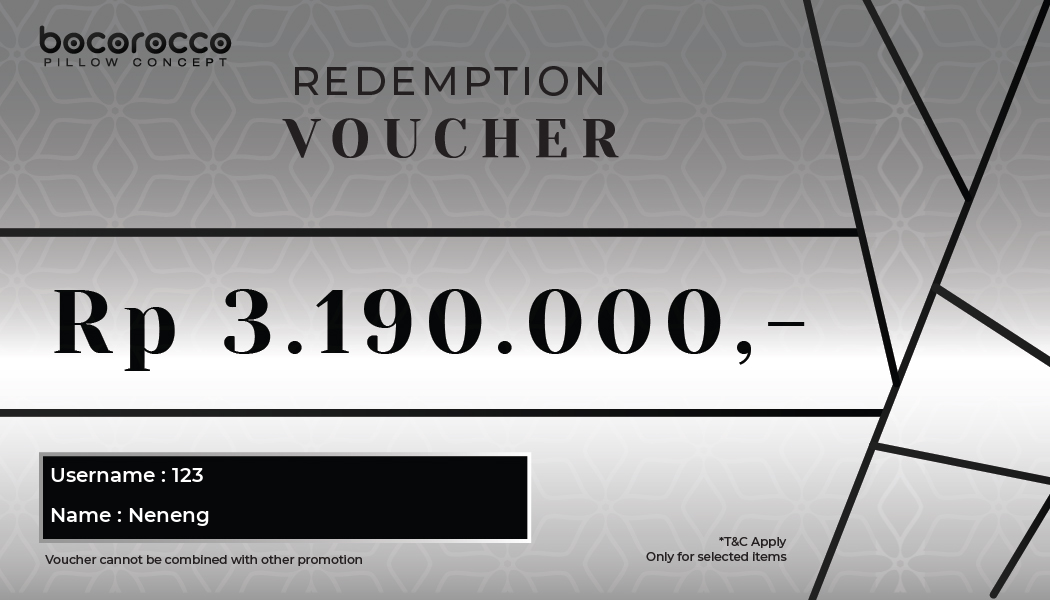 bocorocco
PILLOW CONCEPT
REDEMPTION
VOUCHER
Rp 3.190.000,-
Username : 123
Name : Neneng
Voucher cannot be combined with other promotion
*T&C Apply
Only for selected items